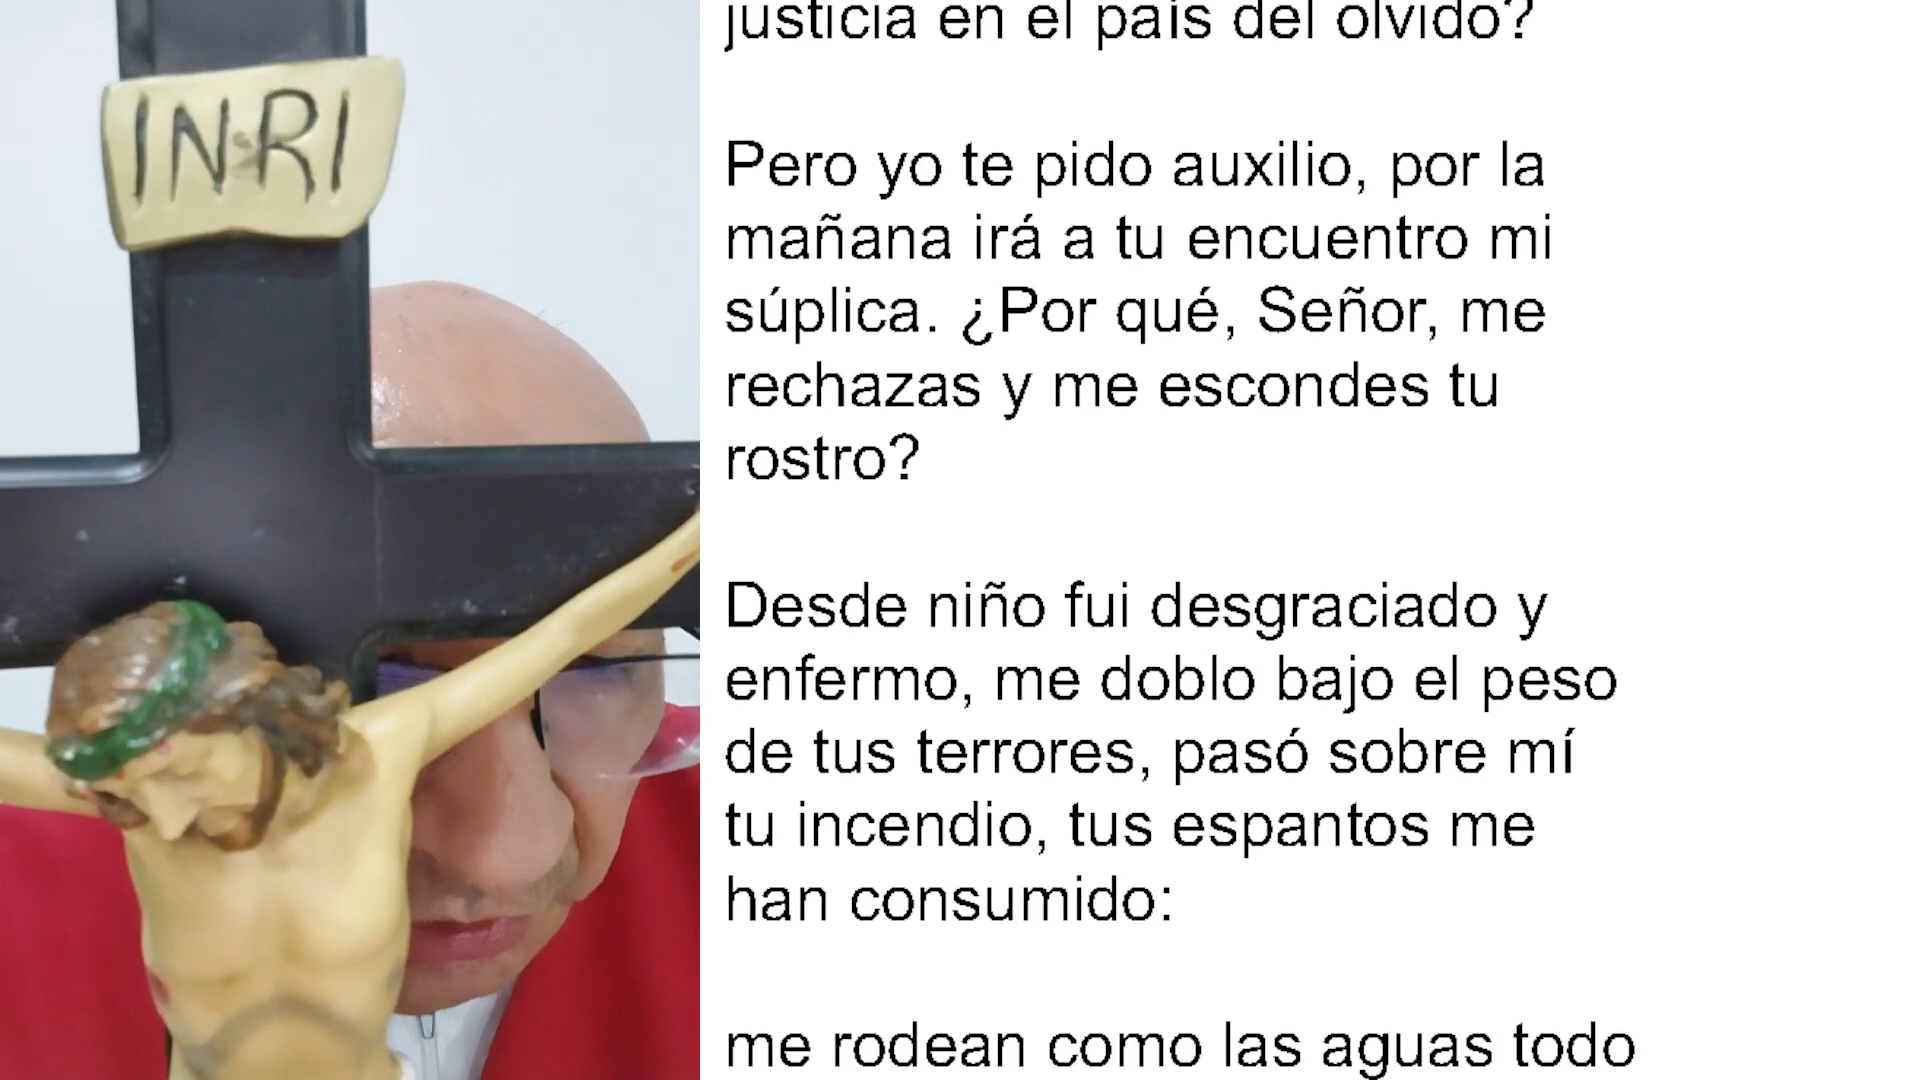 INRI
justicia en el país del olvido?
Pero yo te pido auxilio, por la
mañana irá a tu encuentro mi
súplica. ¿Por qué, Señor, me
rechazas y me escondes tu
rostro?
Desde niño fui desgraciado y
enfermo, me doblo bajo el peso
de tus terrores, pasó sobre mí
tu incendio, tus espantos me
han consumido:
me rodean como las aguas todo